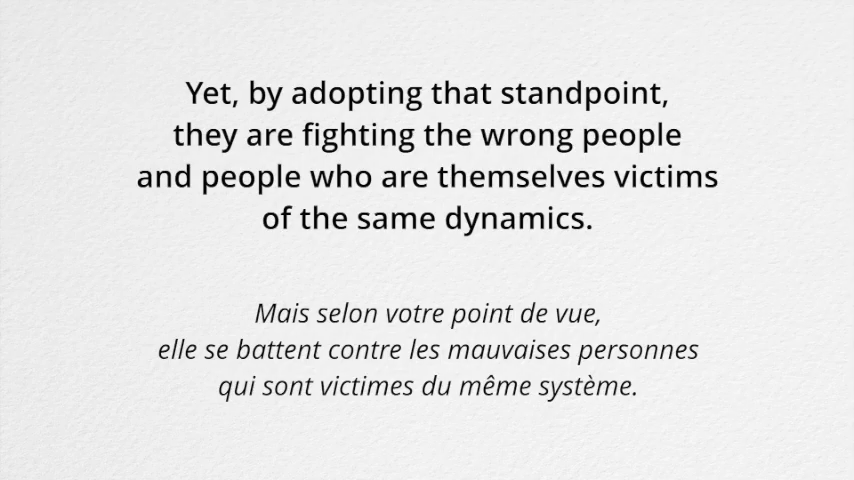 Yet, by adopting that standpoint,
they are fighting the wrong people
and people who are themselves victims
of the same dynamics.
Mais selon votre point de vue,
elle se battent contre les mauvaises personnes
qui sont victimes du même système.